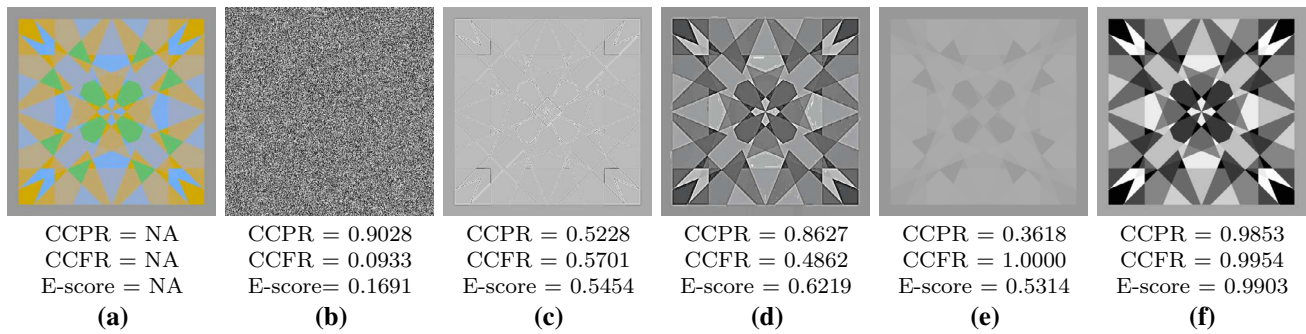 CCPR = NA
CCFR = NA
E-score = NA
(a)
CCPR = 0.9028
CCFR = 0.0933
E-score= 0.1691
(b)
CCPR = 0.5228
CCFR = 0.5701
E-score = 0.5454
(c)
CCPR = 0.8627
CCFR = 0.4862
E-score = 0.6219
(d)
CCPR = 0.3618
CCFR = 1.0000
E-score = 0.5314
(e)
CCPR = 0.9853
CCFR = 0.9954
E-score = 0.9903
(f)